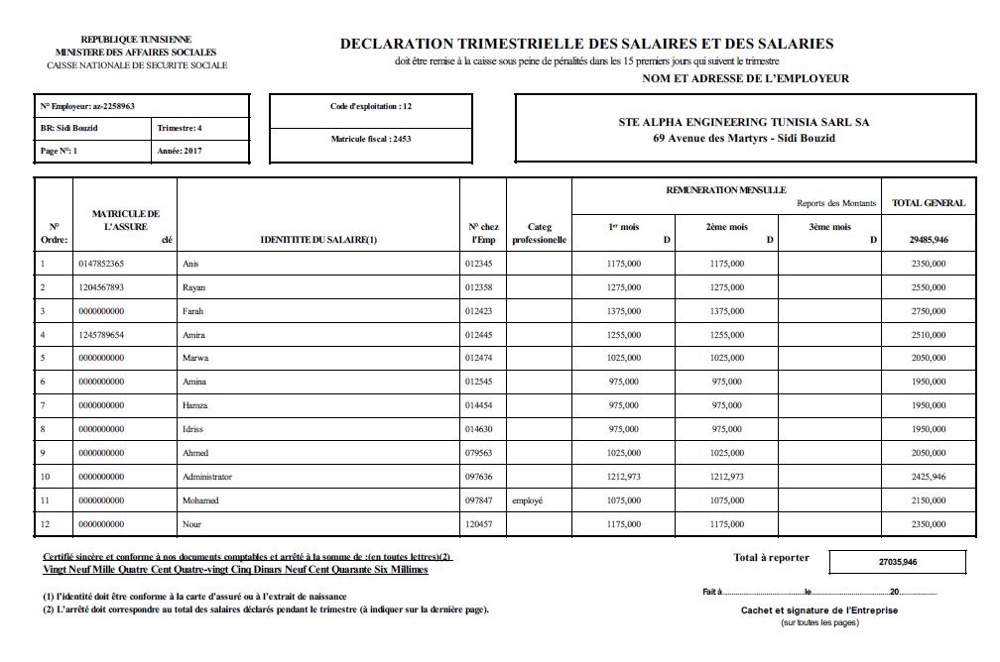 REPUBLIQUE TUNISIENNE
MINISTERE DES AFFAIRES SOCIALES
CAISSE NATIONALE DE SECURITE SOCIALE
DECLARATION TRIMESTRIELLE DES SALAIRES ET DES SALARIES
doit être remise à la caisse sous peine de pénalités dans les 15 premiers jours qui suivent le trimestre
NOM ET ADRESSE DE L'EMPLOYEUR
N° Employeur: az-2258963
BR: Sidi Bouzid Trimestre: 4
Page N°: 1 Année: 2017
Code d'exploitation : 12
Matricule fiscal : 2453
STE ALPHA ENGINEERING TUNISIA SARL SA
69 Avenue des Martyrs - Sidi Bouzid
N° Ordre:
MATRICULE DE L'ASSURE
clé
IDENTITITE DU SALAIRE(1)
N° chez l'Emp
Categ professionelle
REMUNERATION MENSULLE
Reports des Montants
TOTAL GENERAL
1er mois D 2ème mois D 3ème mois D 29485,946
1 0147852365 Anis 012345 1175,000 1175,000 2350,000
2 1204567893 Rayan 012358 1275,000 1275,000 2550,000
3 0000000000 Farah 012423 1375,000 1375,000 2750,000
4 1245789654 Amira 012445 1255,000 1255,000 2510,000
5 0000000000 Marwa 012474 1025,000 1025,000 2050,000
6 0000000000 Amina 012545 975,000 975,000 1950,000
7 0000000000 Hamza 014454 975,000 975,000 1950,000
8 0000000000 Idriss 014630 975,000 975,000 1950,000
9 0000000000 Ahmed 079563 1025,000 1025,000 2050,000
10 0000000000 Administrator 097636 1212,973 1212,973 2425,946
11 0000000000 Mohamed 097847 employé 1075,000 1075,000 2150,000
12 0000000000 Nour 120457 1175,000 1175,000 2350,000
Certifié sincère et conforme à nos documents comptables et arrêté à la somme de :(en toutes lettres)(2)
Vingt Neuf Mille Quatre Cent Quatre-vingt Cinq Dinars Neuf Cent Quarante Six Millimes
Total à reporter 27035,946
(1) l'identité doit être conforme à la carte d'assuré ou à l'extrait de naissance
(2) L'arrêté doit correspondre au total des salaires déclarés pendant le trimestre (à indiquer sur la dernière page).
Fait à......................................le...................................20.................
Cachet et signature de l'Entreprise
(sur toutes les pages)